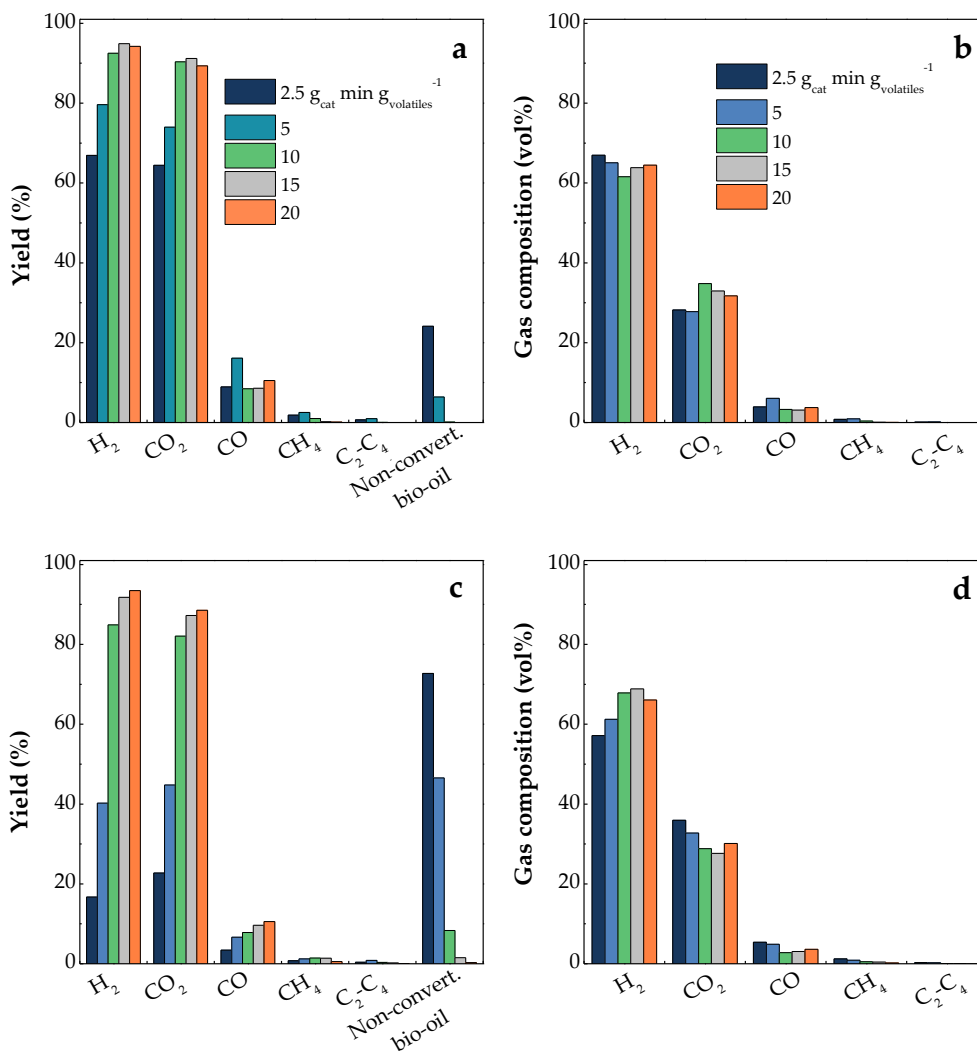 a
Yield (%)
100
80
60
40
20
0
2.5 g_cat min g_volatiles^-1
5
10
15
20
H₂
CO₂
CO
CH₄
C₂-C₄
Non-convert.
bio-oil
b
Gas composition (vol%)
100
80
60
40
20
0
2.5 g_cat min g_volatiles^-1
5
10
15
20
H₂
CO₂
CO
CH₄
C₂-C₄
c
Yield (%)
100
80
60
40
20
0
H₂
CO₂
CO
CH₄
C₂-C₄
Non-convert.
bio-oil
d
Gas composition (vol%)
100
80
60
40
20
0
H₂
CO₂
CO
CH₄
C₂-C₄